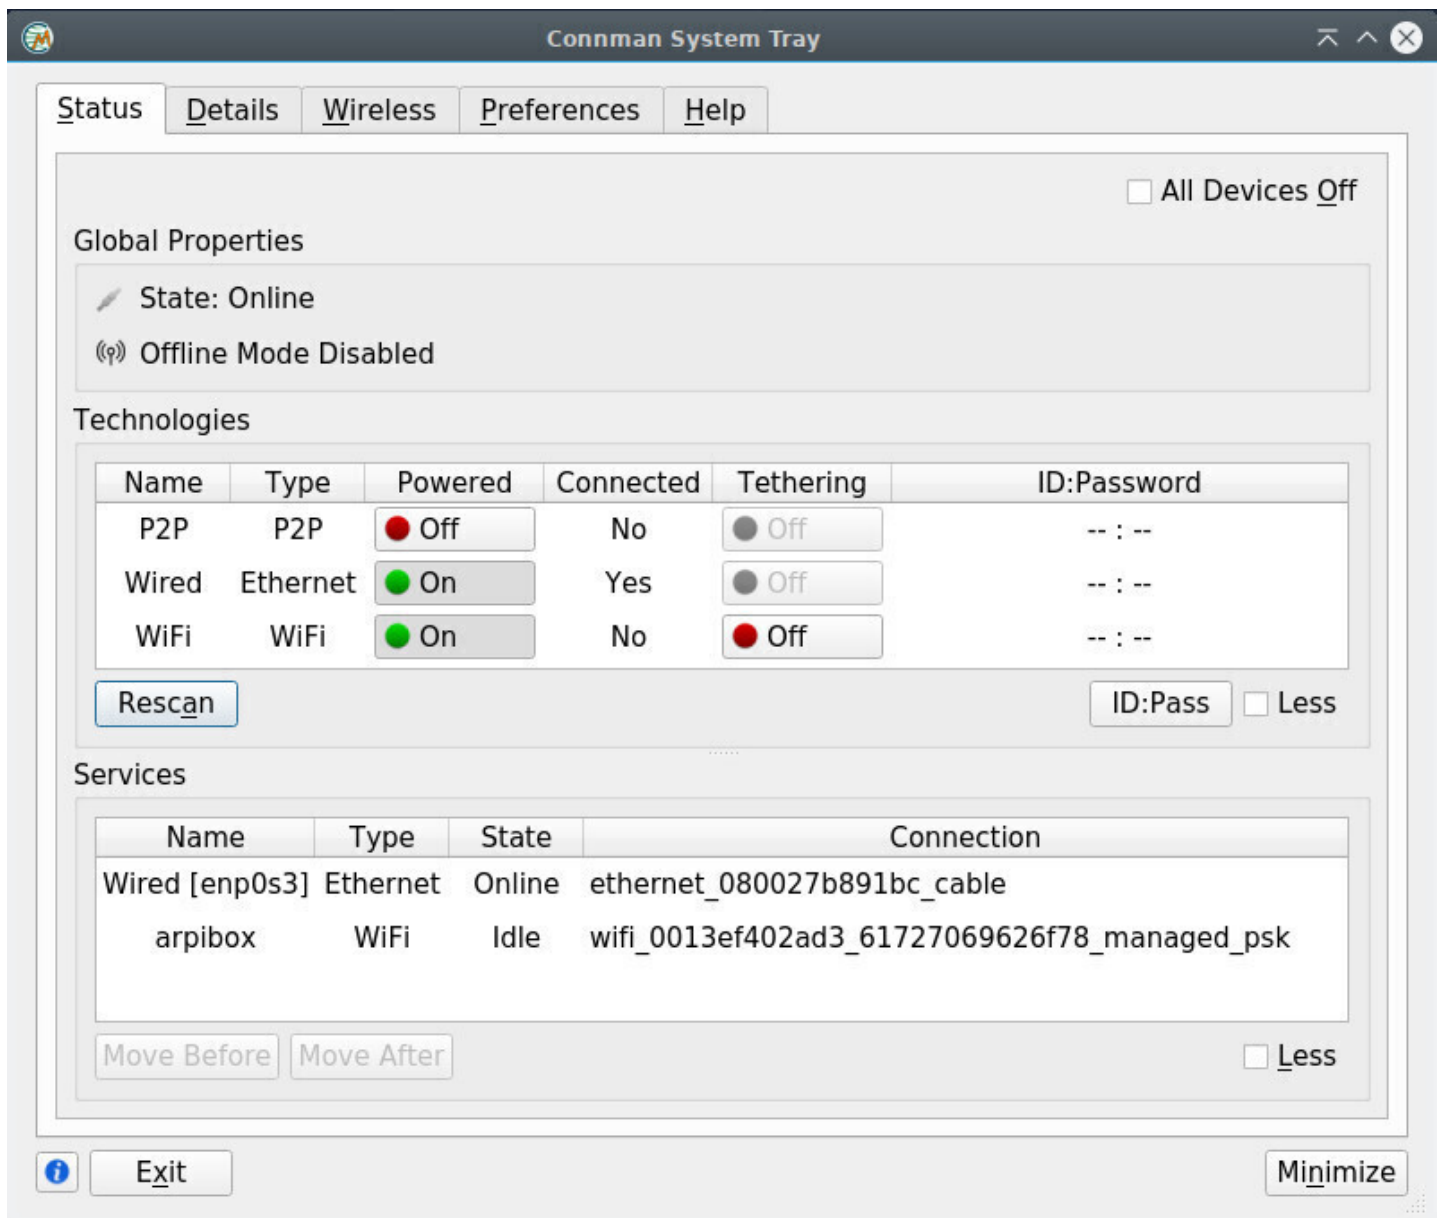 Connman System Tray
Status Details Wireless Preferences Help
All Devices Off
Global Properties
State: Online
Offline Mode Disabled
Technologies
Name Type Powered Connected Tethering ID:Password
P2P P2P Off No Off -- : --
Wired Ethernet On Yes Off -- : --
WiFi WiFi On No Off -- : --
Rescan ID:Pass Less
Services
Name Type State Connection
Wired [enp0s3] Ethernet Online ethernet_080027b891bc_cable
arpibox WiFi Idle wifi_0013ef402ad3_61727069626f78_managed_psk
Move Before Move After Less
Exit Minimize